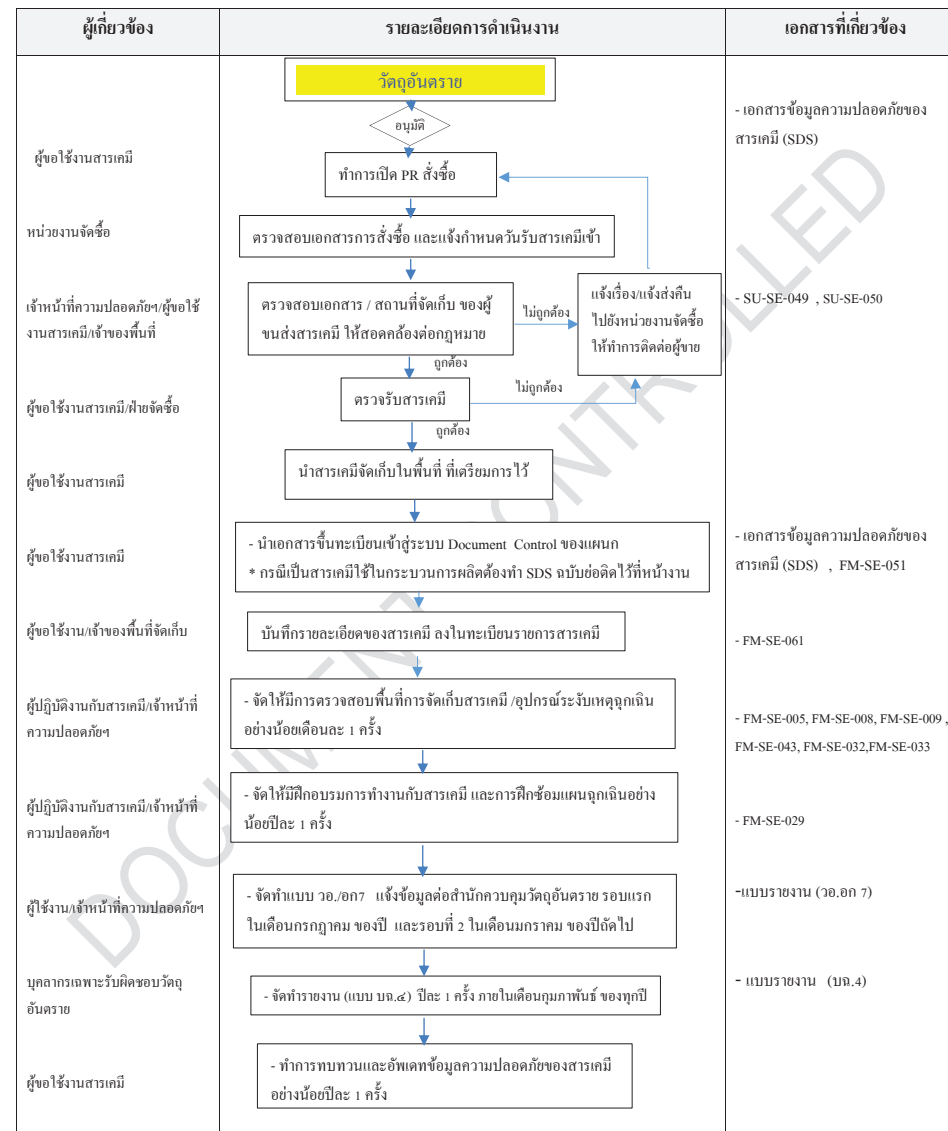 ผู้เกี่ยวข้อง
รายละเอียดการดำเนินงาน
เอกสารที่เกี่ยวข้อง
วัตถุอันตราย
- เอกสารข้อมูลความปลอดภัยของ
สารเคมี (SDS)
อนุมัติ
ผู้ขอใช้งานสารเคมี
ทำการเปิด PR สั่งซื้อ
หน่วยงานจัดซื้อ
ตรวจสอบเอกสารการสั่งซื้อ และแจ้งกำหนดวันรับสารเคมีเข้า
เจ้าหน้าที่ความปลอดภัยฯ/ผู้ขอใช้
งานสารเคมี/เจ้าของพื้นที่
ตรวจสอบเอกสาร / สถานที่จัดเก็บ ของผู้
ขนส่งสารเคมี ให้สอดคล้องต่อกฎหมาย
ไม่ถูกต้อง
แจ้งเรื่อง/แจ้งส่งคืน
ไปยังหน่วยงานจัดซื้อ
ให้ทำการติดต่อผู้ขาย
- SU-SE-049 , SU-SE-050
ถูกต้อง
ผู้ขอใช้งานสารเคมี/ฝ่ายจัดซื้อ
ตรวจรับสารเคมี
ไม่ถูกต้อง
ถูกต้อง
ผู้ขอใช้งานสารเคมี
นำสารเคมีจัดเก็บในพื้นที่ ที่เตรียมการไว้
ผู้ขอใช้งานสารเคมี
- นำเอกสารขึ้นทะเบียนเข้าสู่ระบบ Document Control ของแผนก
* กรณีเป็นสารเคมีใช้ในกระบวนการผลิตต้องทำ SDS ฉบับย่อติดไว้ที่หน้างาน
- เอกสารข้อมูลความปลอดภัยของ
สารเคมี (SDS) , FM-SE-051
ผู้ขอใช้งาน/เจ้าของพื้นที่จัดเก็บ
บันทึกรายละเอียดของสารเคมี ลงในทะเบียนรายการสารเคมี
- FM-SE-061
ผู้ปฏิบัติงานกับสารเคมี/เจ้าหน้าที่
ความปลอดภัยฯ
- จัดให้มีการตรวจสอบพื้นที่การจัดเก็บสารเคมี /อุปกรณ์ระงับเหตุฉุกเฉิน
อย่างน้อยเดือนละ 1 ครั้ง
- FM-SE-005, FM-SE-008, FM-SE-009 ,
FM-SE-043, FM-SE-032,FM-SE-033
ผู้ปฏิบัติงานกับสารเคมี/เจ้าหน้าที่
ความปลอดภัยฯ
- จัดให้มีฝึกอบรมการทำงานกับสารเคมี และการฝึกซ้อมแผนฉุกเฉินอย่าง
น้อยปีละ 1 ครั้ง
- FM-SE-029
ผู้ใช้งาน/เจ้าหน้าที่ความปลอดภัยฯ
- จัดทำแบบ วอ./อก7 แจ้งข้อมูลต่อสำนักควบคุมวัตถุอันตราย รอบแรก
ในเดือนกรกฎาคม ของปี และรอบที่ 2 ในเดือนมกราคม ของปีถัดไป
-แบบรายงาน (วอ.อก 7)
บุคลากรเฉพาะรับผิดชอบวัตถุ
อันตราย
- จัดทำรายงาน (แบบ บฉ.๔) ปีละ 1 ครั้ง ภายในเดือนกุมภาพันธ์ ของทุกปี
- แบบรายงาน (บฉ.4)
ผู้ขอใช้งานสารเคมี
- ทำการทบทวนและอัพเดทข้อมูลความปลอดภัยของสารเคมี
อย่างน้อยปีละ 1 ครั้ง
DOCUMENT CONTROLLED